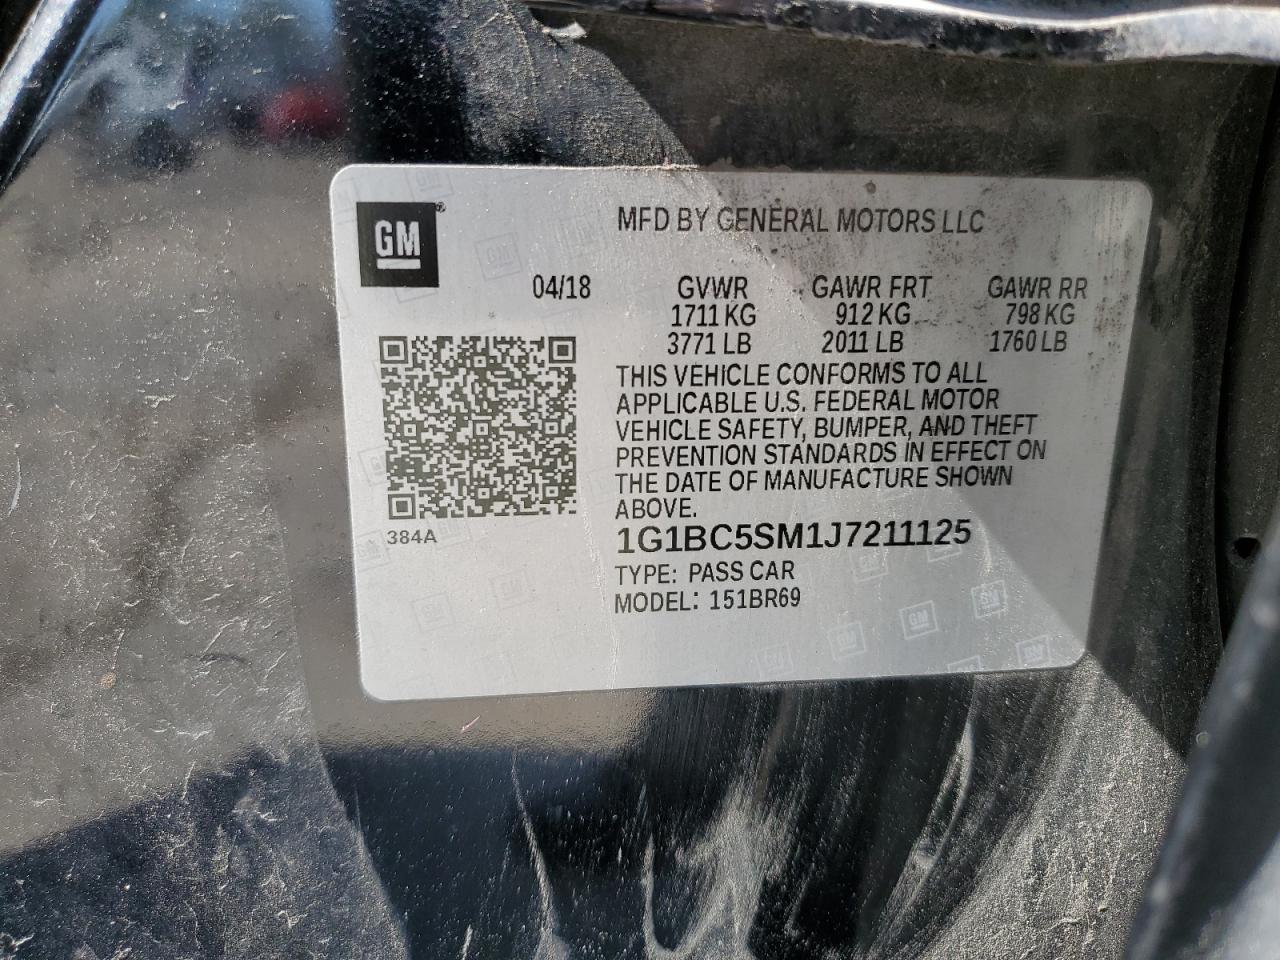 GM®
MFD BY GENERAL MOTORS LLC
04/18 GVWR GAWR FRT GAWR RR
1711 KG 912 KG 798 KG
3771 LB 2011 LB 1760 LB
THIS VEHICLE CONFORMS TO ALL
APPLICABLE U.S. FEDERAL MOTOR
VEHICLE SAFETY, BUMPER, AND THEFT
PREVENTION STANDARDS IN EFFECT ON
THE DATE OF MANUFACTURE SHOWN
ABOVE.
384A
1G1BC5SM1J7211125
TYPE: PASS CAR
MODEL: 151BR69